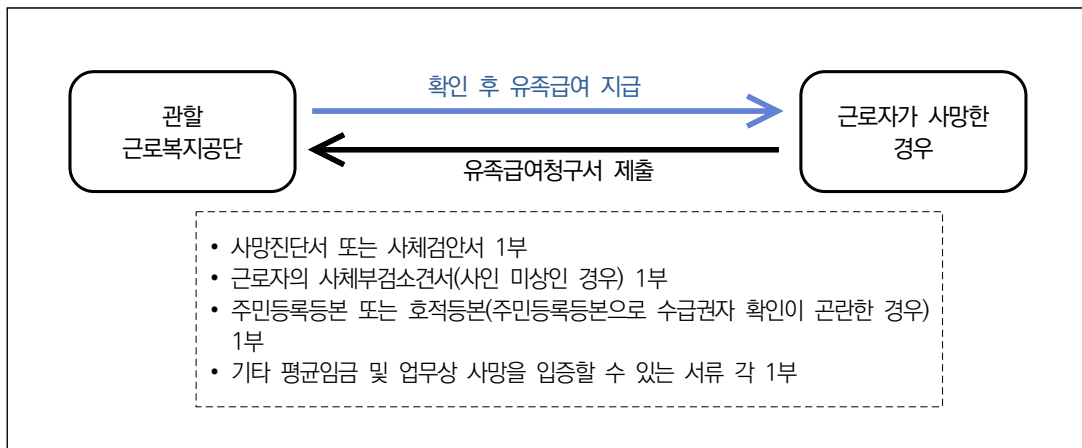 확인 후 유족급여 지급
관할
근로복지공단
근로자가 사망한
경우
유족급여청구서 제출
• 사망진단서 또는 사체검안서 1부
• 근로자의 사체부검소견서(사인 미상인 경우) 1부
• 주민등록등본 또는 호적등본(주민등록등본으로 수급권자 확인이 곤란한 경우)
1부
• 기타 평균임금 및 업무상 사망을 입증할 수 있는 서류 각 1부